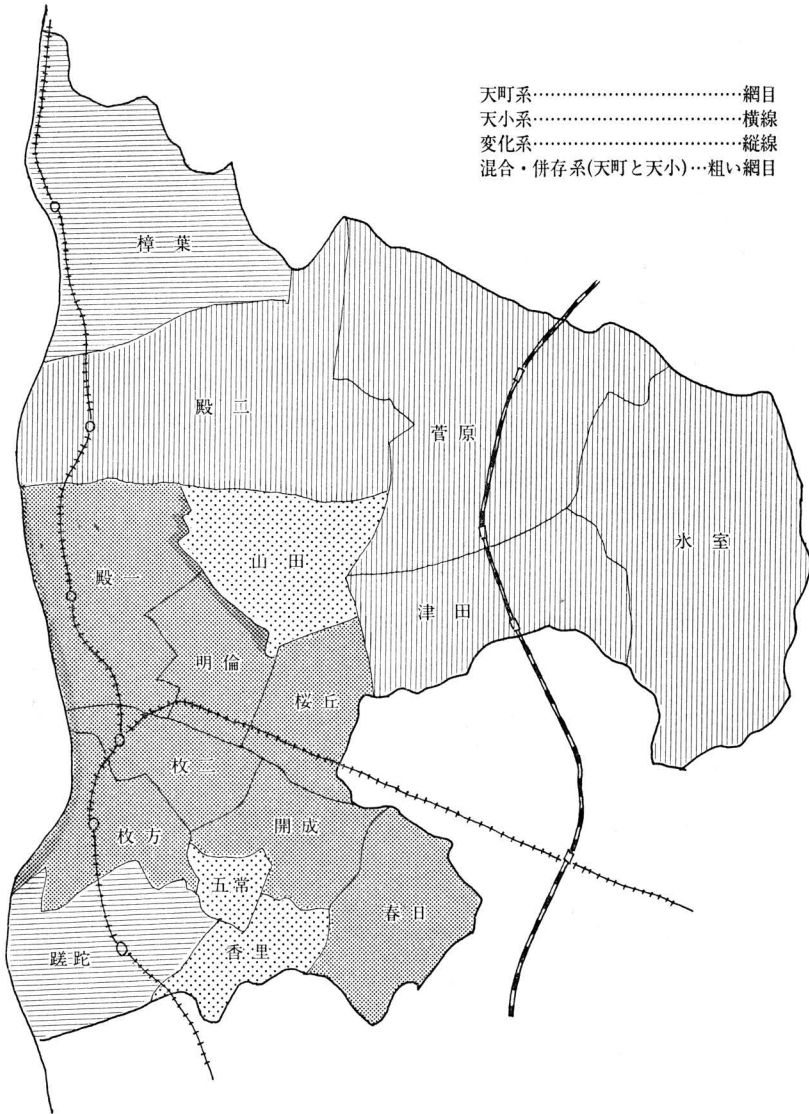 天町系…………………………網目
天小系…………………………横線
変化系…………………………縦線
混合・併存系(天町と天小)…粗い網目
樟葉
殿二
菅原
氷室
山田
殿一
津田
明倫
桜丘
枚二
開成
枚方
五常
春日
香里
蹉跎